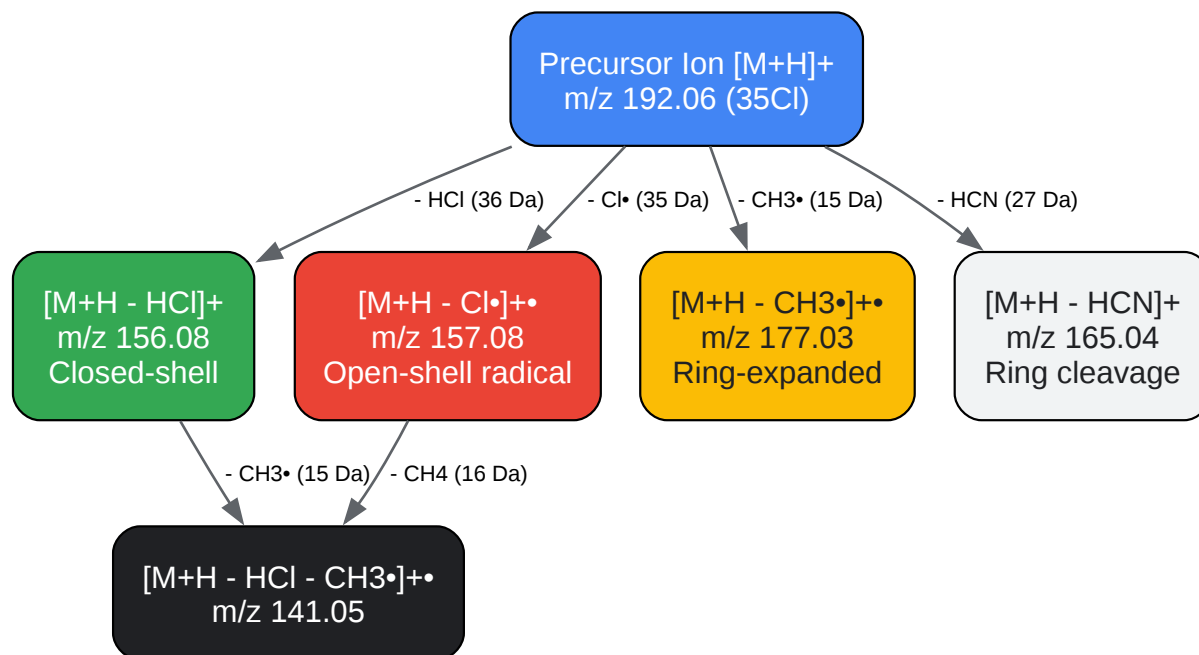 Precursor Ion [M+H]+
m/z 192.06 (35Cl)
- HCl (36 Da)
- Cl• (35 Da)
- CH3• (15 Da)
- HCN (27 Da)
[M+H - HCl]+
m/z 156.08
Closed-shell
[M+H - Cl•]+•
m/z 157.08
Open-shell radical
[M+H - CH3•]+•
m/z 177.03
Ring-expanded
[M+H - HCN]+
m/z 165.04
Ring cleavage
- CH3• (15 Da)
- CH4 (16 Da)
[M+H - HCl - CH3•]+•
m/z 141.05